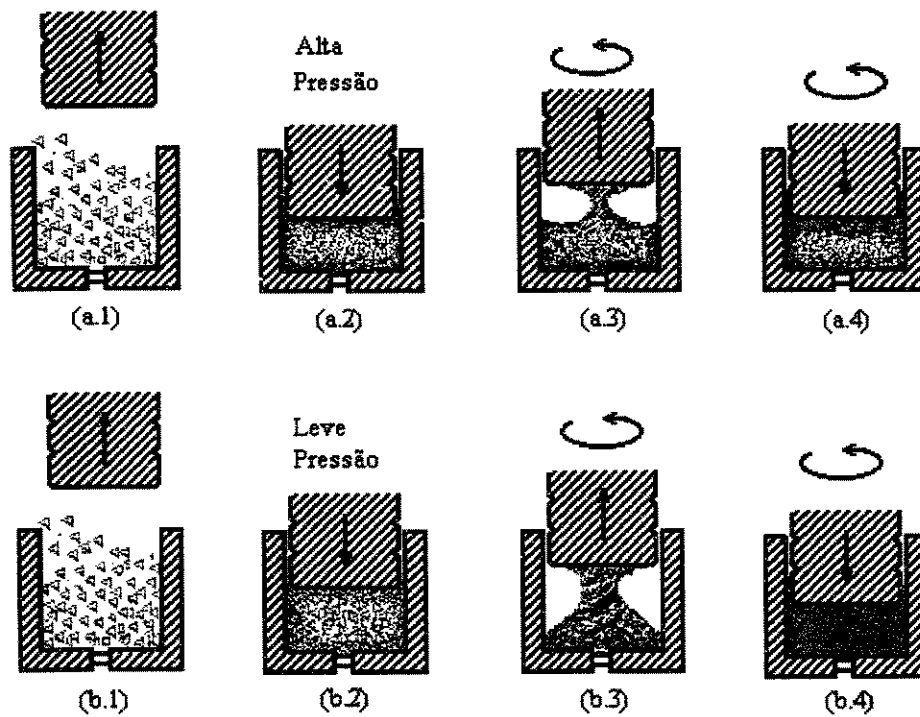 Alta
Pressão
(a.1)
(a.2)
(a.3)
(a.4)
Leve
Pressão
(b.1)
(b.2)
(b.3)
(b.4)